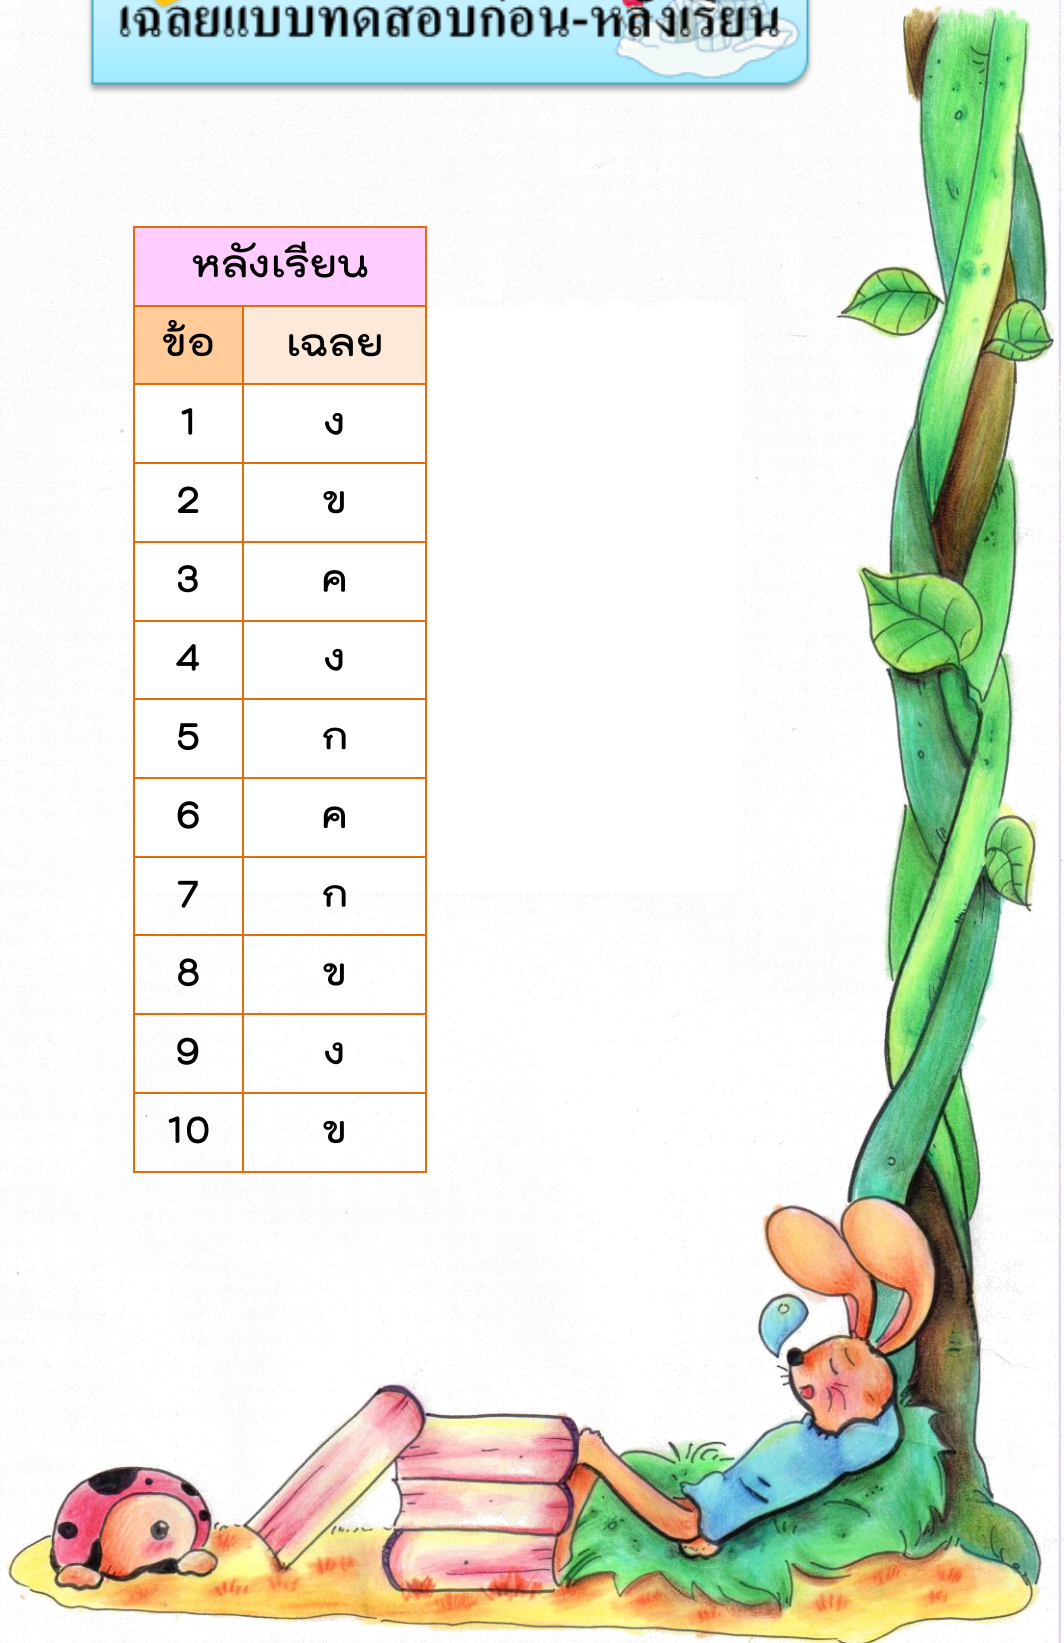 เฉลยแบบทดสอบก่อน-หลังเรียน
หลังเรียน
ข้อ เฉลย
1 ง
2 ข
3 ค
4 ง
5 ก
6 ค
7 ก
8 ข
9 ง
10 ข